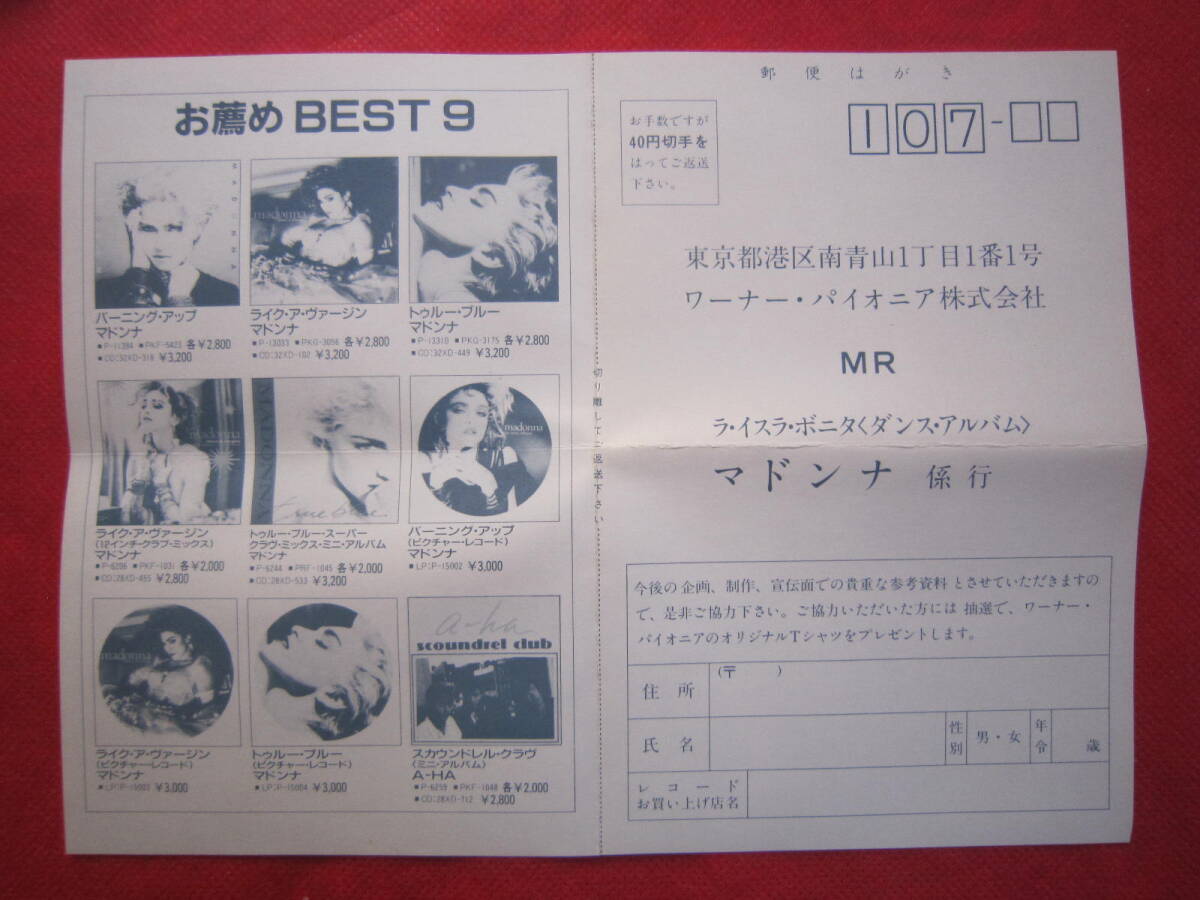 お薦め BEST 9
MADONNA
madonna
バーニング・アップ
マドンナ
■P-11394 ■PKF-5423 各¥2,800
■CD:32XD-318 ¥3,200
ライク・ア・ヴァージン
マドンナ
■P-13033 ■PKG-3096 各¥2,800
■CD:32XD-102 ¥3,200
トゥルー・ブルー
マドンナ
■P-13310 ■PKG-3175 各¥2,800
■CD:32XD-449 ¥3,200
madonna
MADONNA
true blue
madonna
ライク・ア・ヴァージン
(12インチ・クラブ・ミックス)
マドンナ
■P-6206 ■PKF-1031 各¥2,000
■CD:28XD-455 ¥2,800
トゥルー・ブルー・スーパー
クラヴ・ミックス・ミニ・アルバム
マドンナ
■P-6244 ■PRF-1045 各¥2,000
■CD:28XD-533 ¥3,200
バーニング・アップ
(ピクチャー・レコード)
マドンナ
■LP:P-15002 ¥3,000
madonna
a-ha
scoundrel club
ライク・ア・ヴァージン
(ピクチャー・レコード)
マドンナ
■LP:P-15003 ¥3,000
トゥルー・ブルー
(ピクチャー・レコード)
マドンナ
■LP:P-15004 ¥3,000
スカウンドレル・クラヴ
(ミニ・アルバム)
A-HA
■P-6259 ■PKF-1048 各¥2,000
■CD:28XD-712 ¥2,800
切り離してご返送下さい。
郵便はがき
お手数ですが
40円切手を
はってご返送
下さい。
107-
東京都港区南青山1丁目1番1号
ワーナー・パイオニア株式会社
MR
ラ・イスラ・ボニタ〈ダンス・アルバム〉
マドンナ 係行
今後の企画、制作、宣伝面での貴重な参考資料とさせていただきますの
で、是非ご協力下さい。ご協力いただいた方には抽選で、ワーナー・
パイオニアのオリジナルTシャツをプレゼントします。
住所
(〒 )
氏名
性別
男・女
年令
歳
レコード
お買い上げ店名